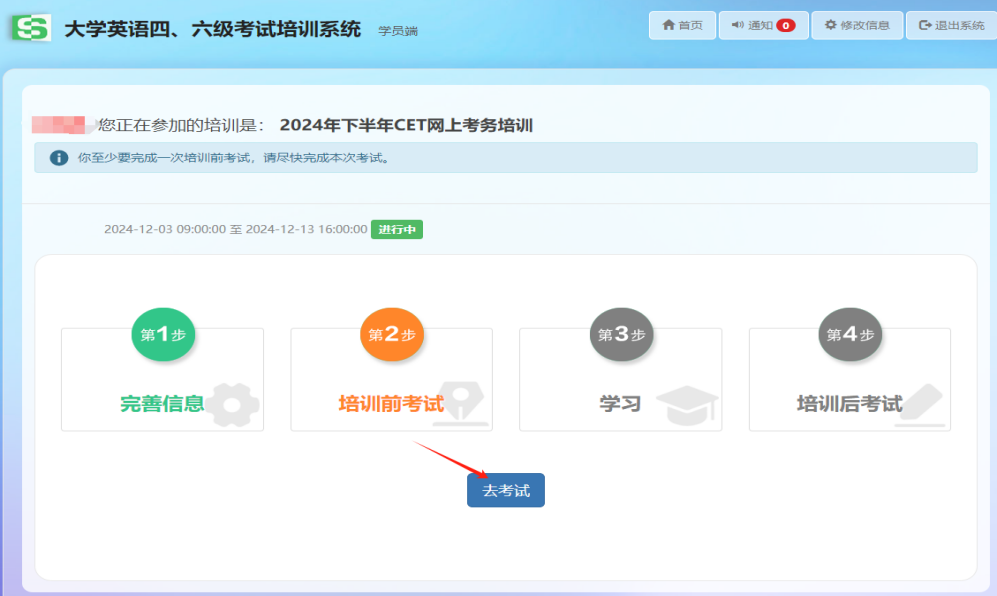 大学英语四、六级考试培训系统 学员端
首页 通知 0 修改信息 退出系统
您正在参加的培训是： 2024年下半年CET网上考务培训
你至少要完成一次培训前考试，请尽快完成本次考试。
2024-12-03 09:00:00 至 2024-12-13 16:00:00 进行中
第1步 第2步 第3步 第4步
完善信息 培训前考试 学习 培训后考试
去考试